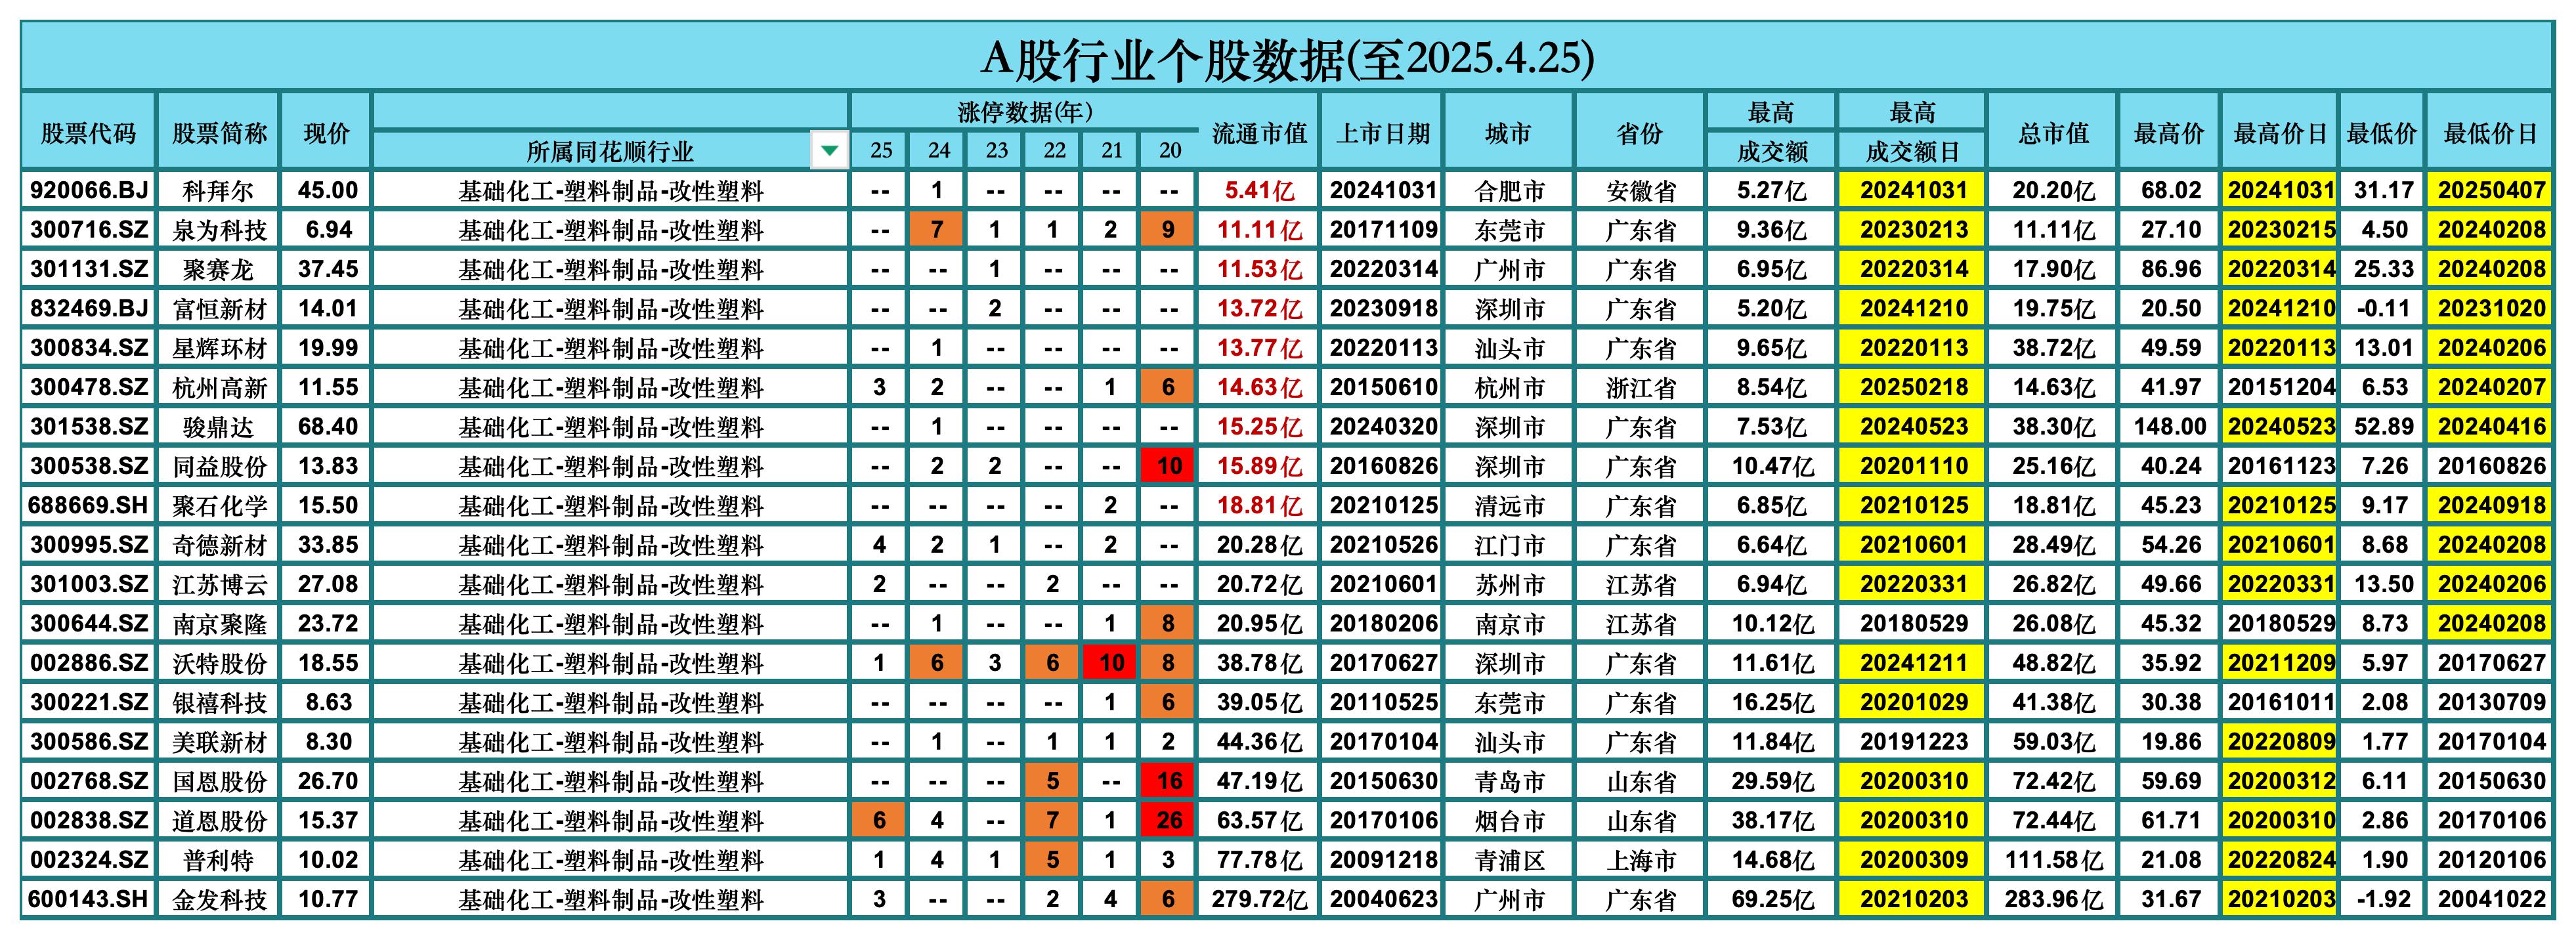 A股行业个股数据(至2025.4.25)
股票代码 股票简称 现价 所属同花顺行业 涨停数据(年) 25 24 23 22 21 20 流通市值 上市日期 城市 省份 最高成交额 最高成交额日 总市值 最高价 最高价日 最低价 最低价日
920066.BJ 科拜尔 45.00 基础化工-塑料制品-改性塑料 -- 1 -- -- -- -- 5.41亿 20241031 合肥市 安徽省 5.27亿 20241031 20.20亿 68.02 20241031 31.17 20250407
300716.SZ 泉为科技 6.94 基础化工-塑料制品-改性塑料 -- 7 1 1 2 9 11.11亿 20171109 东莞市 广东省 9.36亿 20230213 11.11亿 27.10 20230215 4.50 20240208
301131.SZ 聚赛龙 37.45 基础化工-塑料制品-改性塑料 -- -- 1 -- -- -- 11.53亿 20220314 广州市 广东省 6.95亿 20220314 17.90亿 86.96 20220314 25.33 20240208
832469.BJ 富恒新材 14.01 基础化工-塑料制品-改性塑料 -- -- 2 -- -- -- 13.72亿 20230918 深圳市 广东省 5.20亿 20241210 19.75亿 20.50 20241210 -0.11 20231020
300834.SZ 星辉环材 19.99 基础化工-塑料制品-改性塑料 -- 1 -- -- -- -- 13.77亿 20220113 汕头市 广东省 9.65亿 20220113 38.72亿 49.59 20220113 13.01 20240206
300478.SZ 杭州高新 11.55 基础化工-塑料制品-改性塑料 3 2 -- -- 1 6 14.63亿 20150610 杭州市 浙江省 8.54亿 20250218 14.63亿 41.97 20151204 6.53 20240207
301538.SZ 骏鼎达 68.40 基础化工-塑料制品-改性塑料 -- 1 -- -- -- -- 15.25亿 20240320 深圳市 广东省 7.53亿 20240523 38.30亿 148.00 20240523 52.89 20240416
300538.SZ 同益股份 13.83 基础化工-塑料制品-改性塑料 -- 2 2 -- -- 10 15.89亿 20160826 深圳市 广东省 10.47亿 20201110 25.16亿 40.24 20161123 7.26 20160826
688669.SH 聚石化学 15.50 基础化工-塑料制品-改性塑料 -- -- -- -- 2 -- 18.81亿 20210125 清远市 广东省 6.85亿 20210125 18.81亿 45.23 20210125 9.17 20240918
300995.SZ 奇德新材 33.85 基础化工-塑料制品-改性塑料 4 2 1 -- 2 -- 20.28亿 20210526 江门市 广东省 6.64亿 20210601 28.49亿 54.26 20210601 8.68 20240208
301003.SZ 江苏博云 27.08 基础化工-塑料制品-改性塑料 2 -- -- 2 -- -- 20.72亿 20210601 苏州市 江苏省 6.94亿 20220331 26.82亿 49.66 20220331 13.50 20240206
300644.SZ 南京聚隆 23.72 基础化工-塑料制品-改性塑料 -- 1 -- -- 1 8 20.95亿 20180206 南京市 江苏省 10.12亿 20180529 26.08亿 45.32 20180529 8.73 20240208
002886.SZ 沃特股份 18.55 基础化工-塑料制品-改性塑料 1 6 3 6 10 8 38.78亿 20170627 深圳市 广东省 11.61亿 20241211 48.82亿 35.92 20211209 5.97 20170627
300221.SZ 银禧科技 8.63 基础化工-塑料制品-改性塑料 -- -- -- -- 1 6 39.05亿 20110525 东莞市 广东省 16.25亿 20201029 41.38亿 30.38 20161011 2.08 20130709
300586.SZ 美联新材 8.30 基础化工-塑料制品-改性塑料 -- 1 -- 1 1 2 44.36亿 20170104 汕头市 广东省 11.84亿 20191223 59.03亿 19.86 20220809 1.77 20170104
002768.SZ 国恩股份 26.70 基础化工-塑料制品-改性塑料 -- -- -- 5 -- 16 47.19亿 20150630 青岛市 山东省 29.59亿 20200310 72.42亿 59.69 20200312 6.11 20150630
002838.SZ 道恩股份 15.37 基础化工-塑料制品-改性塑料 6 4 -- 7 1 26 63.57亿 20170106 烟台市 山东省 38.17亿 20200310 72.44亿 61.71 20200310 2.86 20170106
002324.SZ 普利特 10.02 基础化工-塑料制品-改性塑料 1 4 1 5 1 3 77.78亿 20091218 青浦区 上海市 14.68亿 20200309 111.58亿 21.08 20220824 1.90 20120106
600143.SH 金发科技 10.77 基础化工-塑料制品-改性塑料 3 -- -- 2 4 6 279.72亿 20040623 广州市 广东省 69.25亿 20210203 283.96亿 31.67 20210203 -1.92 20041022